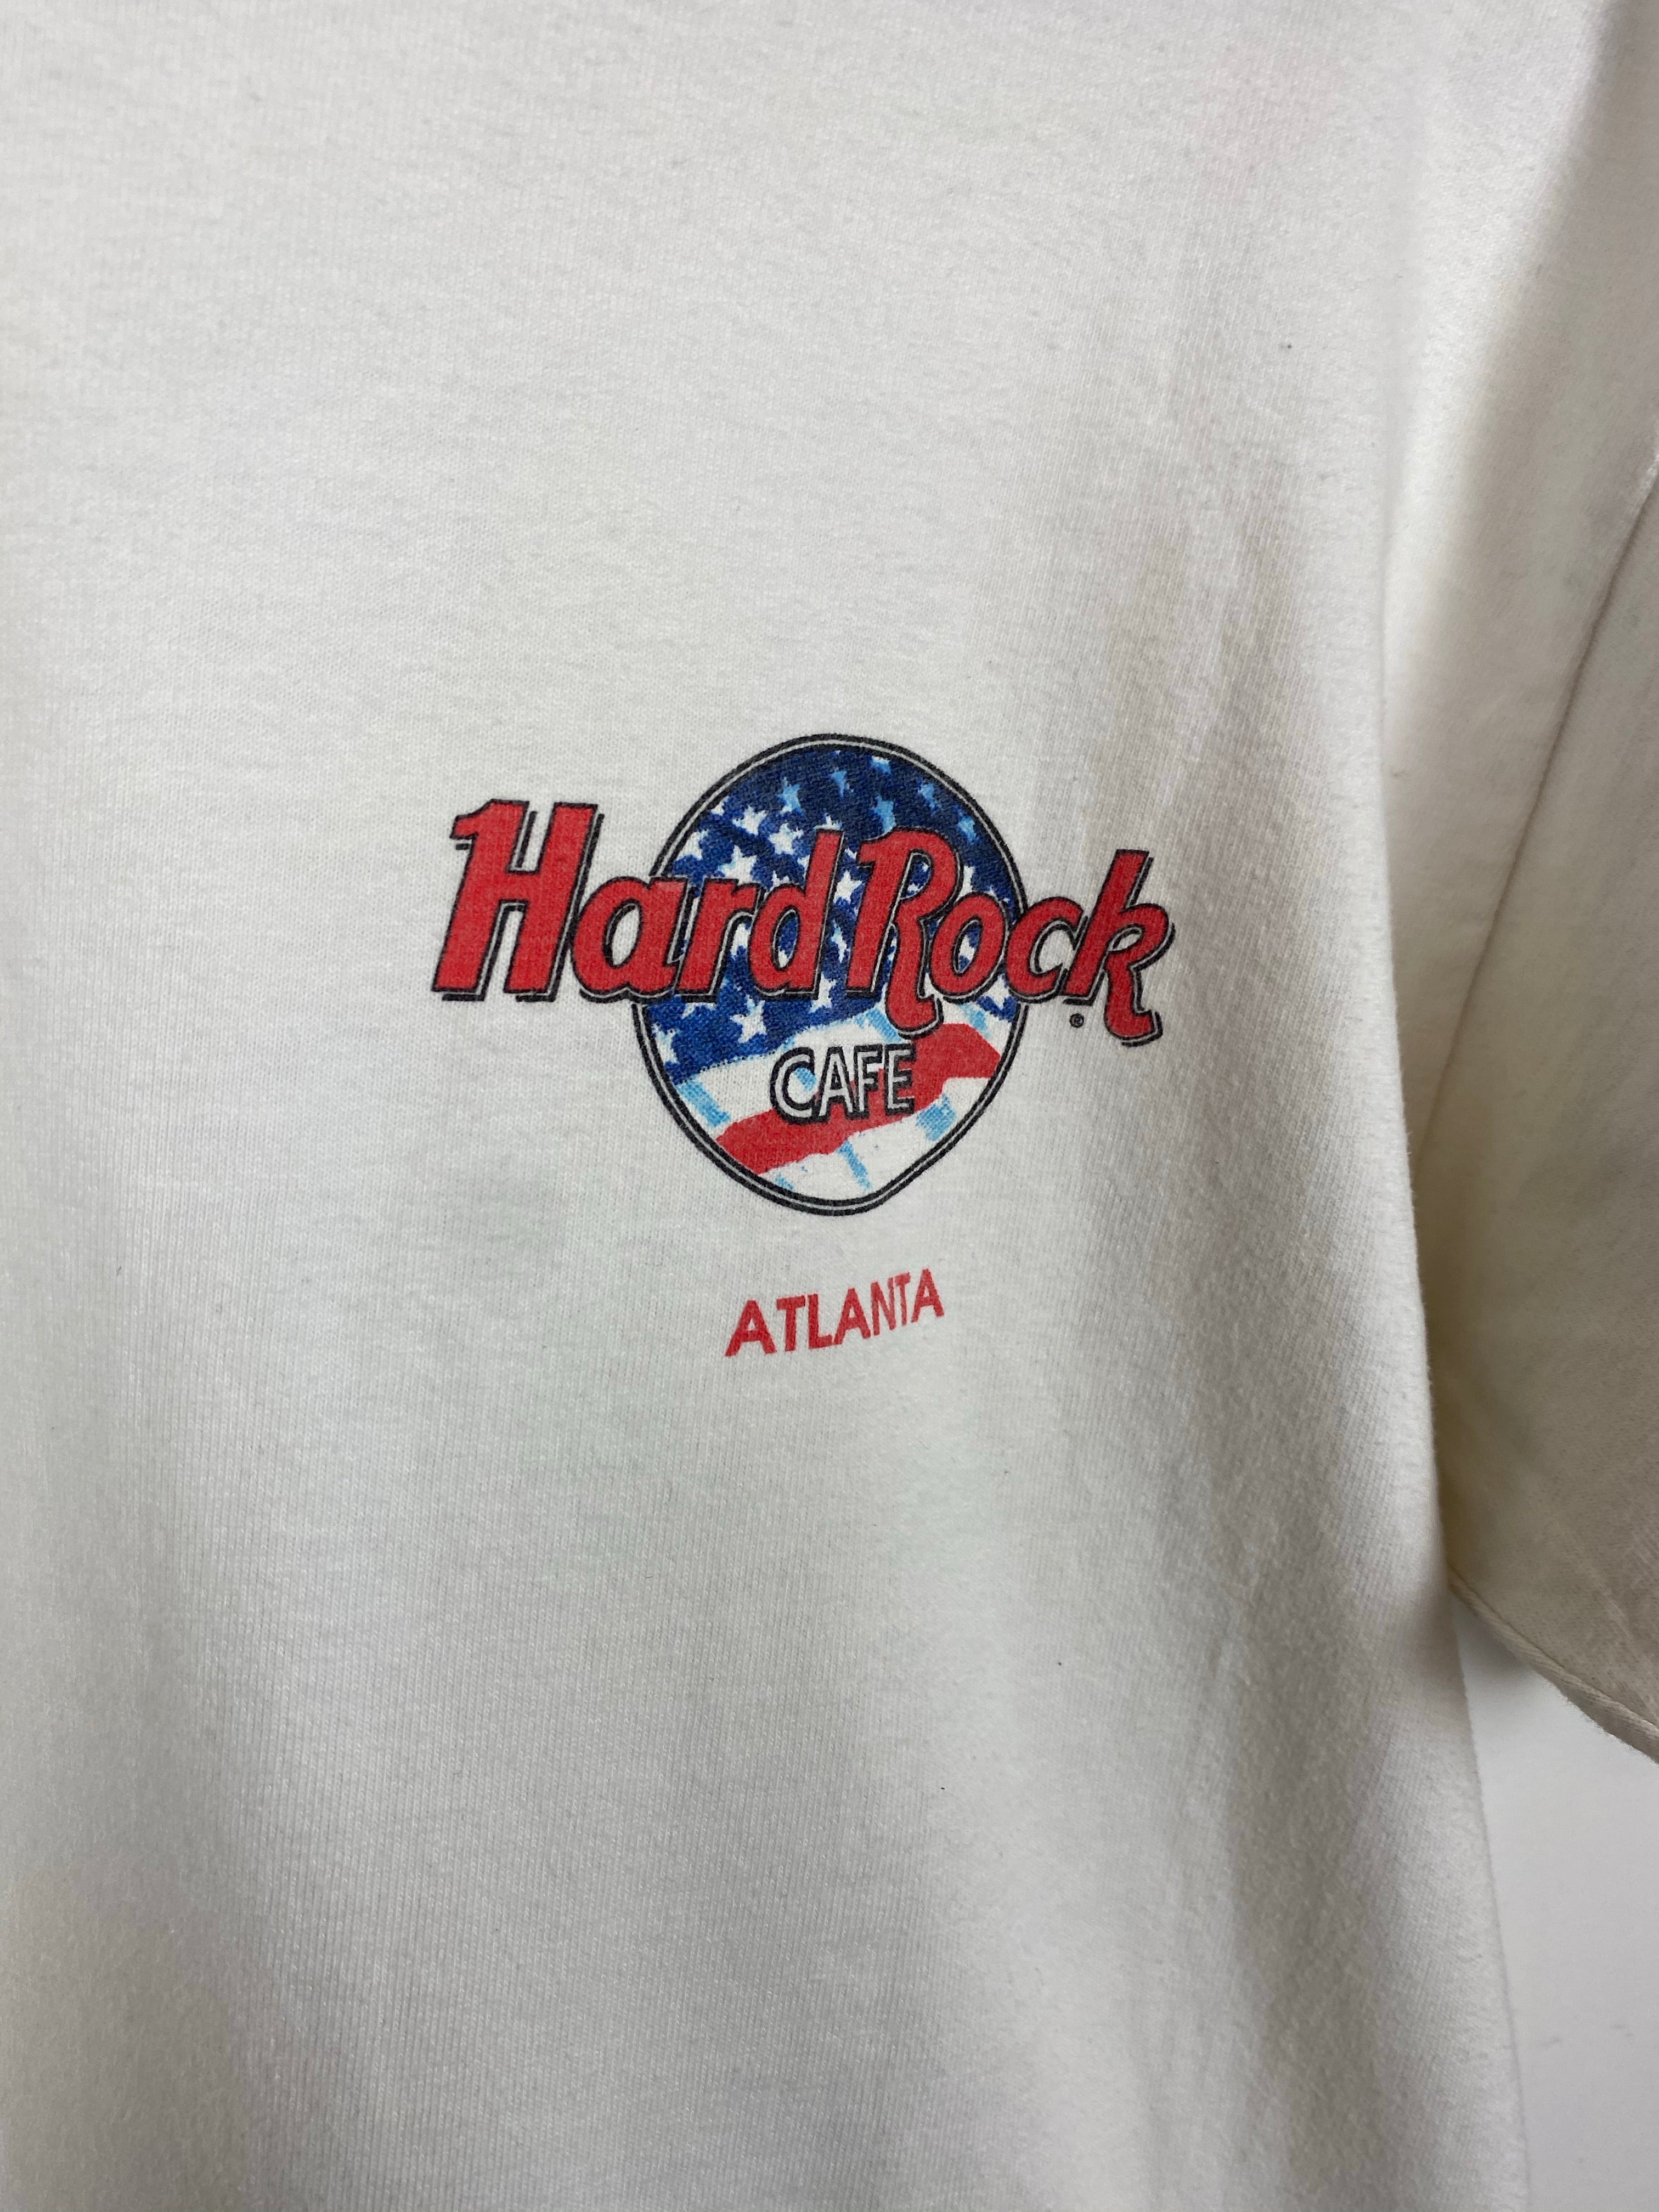 Hard Rock
®
CAFE
ATLANTA